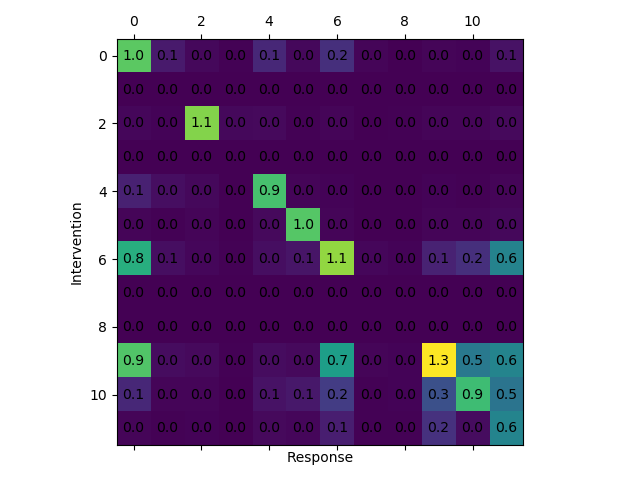 0 2 4 6 8 10
0 1.0 0.1 0.0 0.0 0.1 0.0 0.2 0.0 0.0 0.0 0.0 0.1
0.0 0.0 0.0 0.0 0.0 0.0 0.0 0.0 0.0 0.0 0.0 0.0
2 0.0 0.0 1.1 0.0 0.0 0.0 0.0 0.0 0.0 0.0 0.0 0.0
0.0 0.0 0.0 0.0 0.0 0.0 0.0 0.0 0.0 0.0 0.0 0.0
4 0.1 0.0 0.0 0.0 0.9 0.0 0.0 0.0 0.0 0.0 0.0 0.0
0.0 0.0 0.0 0.0 0.0 1.0 0.0 0.0 0.0 0.0 0.0 0.0
Intervention
6 0.8 0.1 0.0 0.0 0.0 0.1 1.1 0.0 0.0 0.1 0.2 0.6
0.0 0.0 0.0 0.0 0.0 0.0 0.0 0.0 0.0 0.0 0.0 0.0
8 0.0 0.0 0.0 0.0 0.0 0.0 0.0 0.0 0.0 0.0 0.0 0.0
0.9 0.0 0.0 0.0 0.0 0.0 0.7 0.0 0.0 1.3 0.5 0.6
10 0.1 0.0 0.0 0.0 0.1 0.1 0.2 0.0 0.0 0.3 0.9 0.5
0.0 0.0 0.0 0.0 0.0 0.0 0.1 0.0 0.0 0.2 0.0 0.6
Response